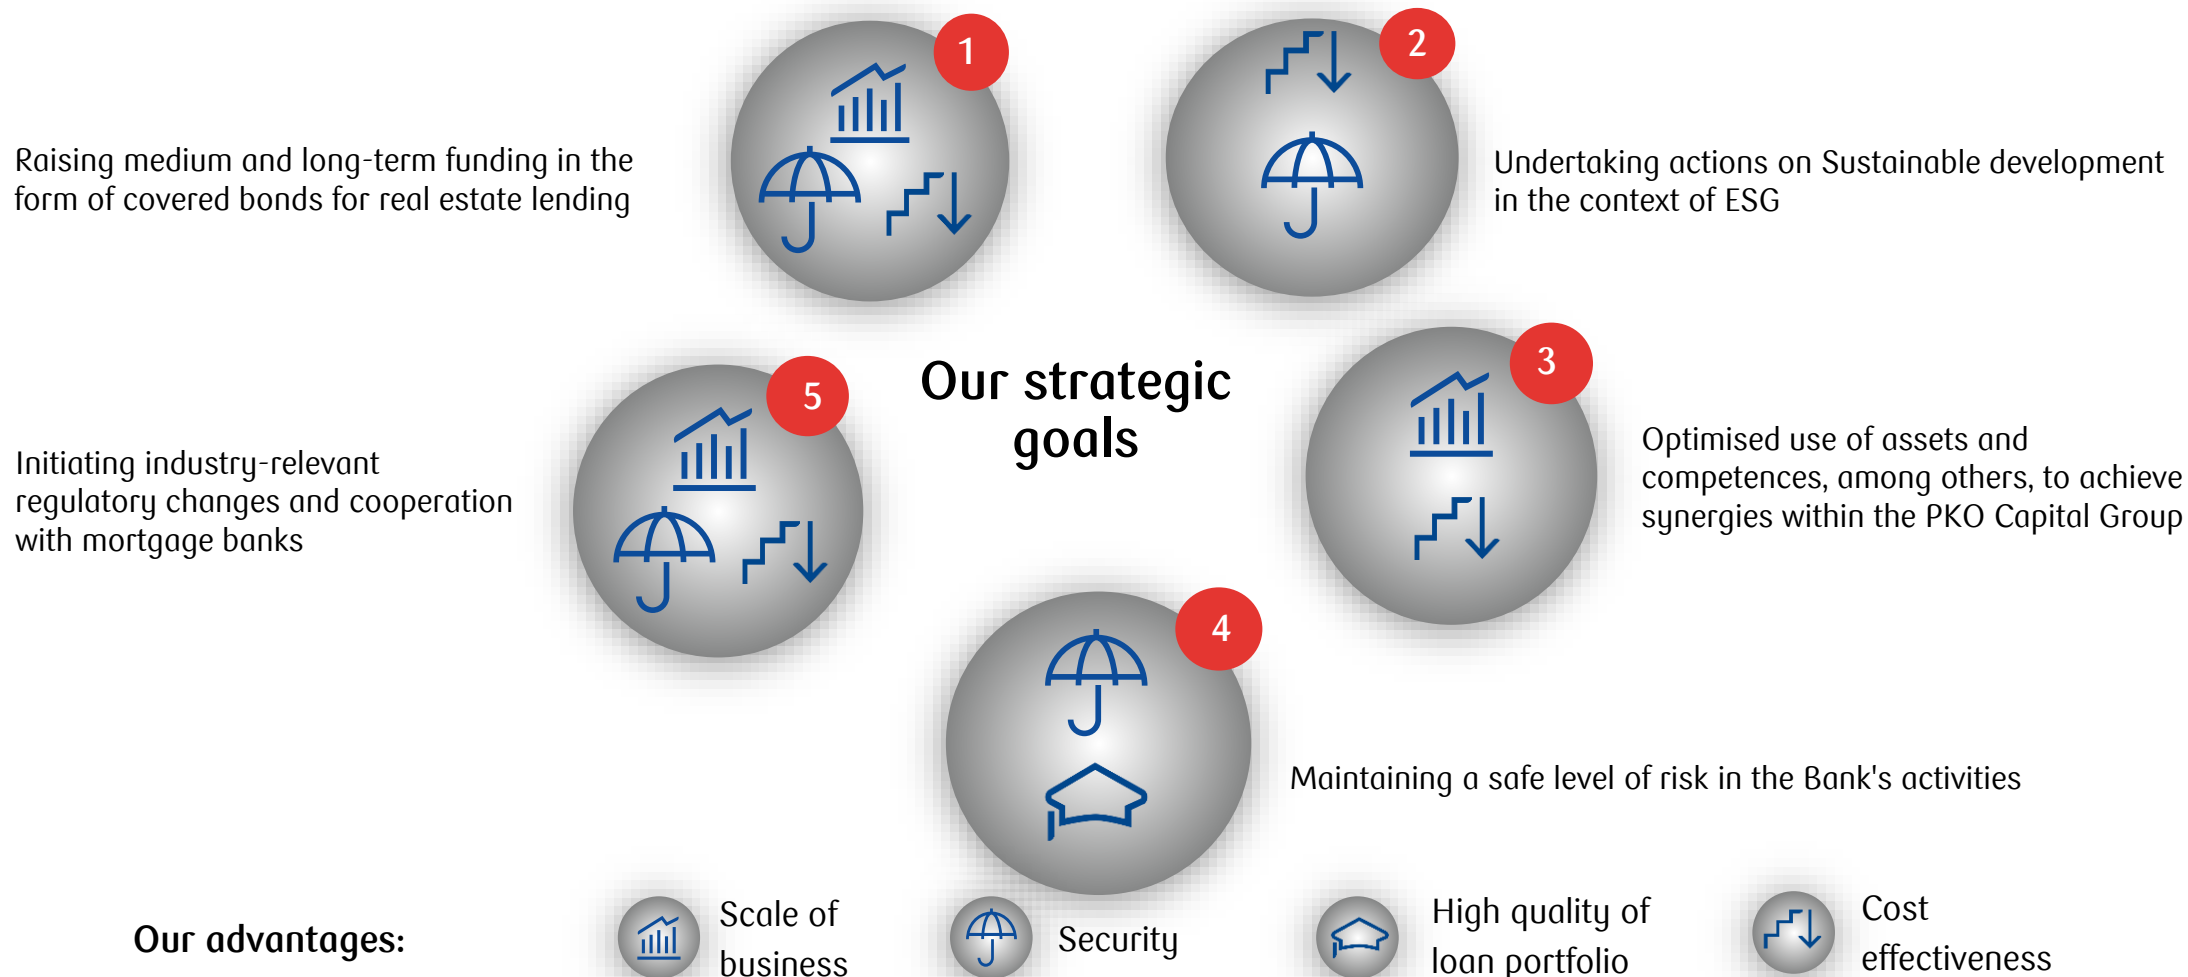 1
Raising medium and long-term funding in the
form of covered bonds for real estate lending
2
Undertaking actions on Sustainable development
in the context of ESG
Our strategic
goals
3
Optimised use of assets and
competences, among others, to achieve
synergies within the PKO Capital Group
5
Initiating industry-relevant
regulatory changes and cooperation
with mortgage banks
4
Maintaining a safe level of risk in the Bank's activities
Our advantages:
Scale of
business
Security
High quality of
loan portfolio
Cost
effectiveness